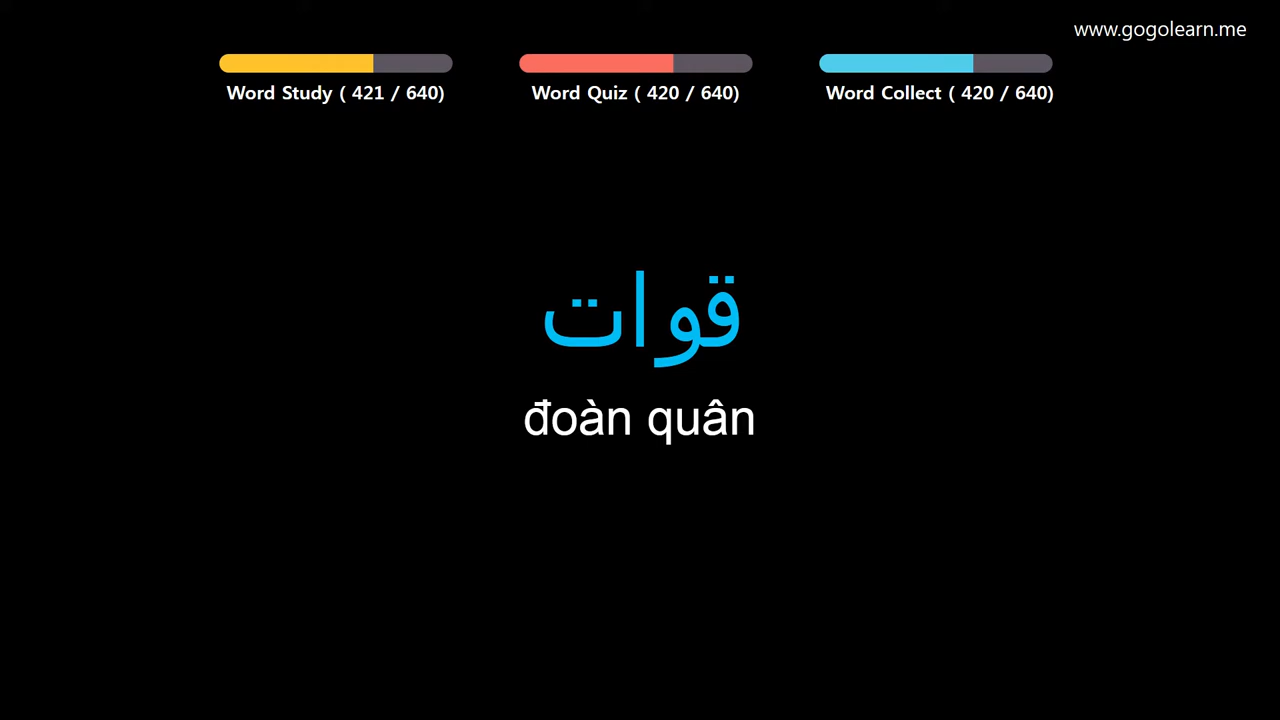 www.gogolearn.me
Word Study ( 421 / 640)
Word Quiz ( 420 / 640)
Word Collect ( 420 / 640)
قوات
đoàn quân